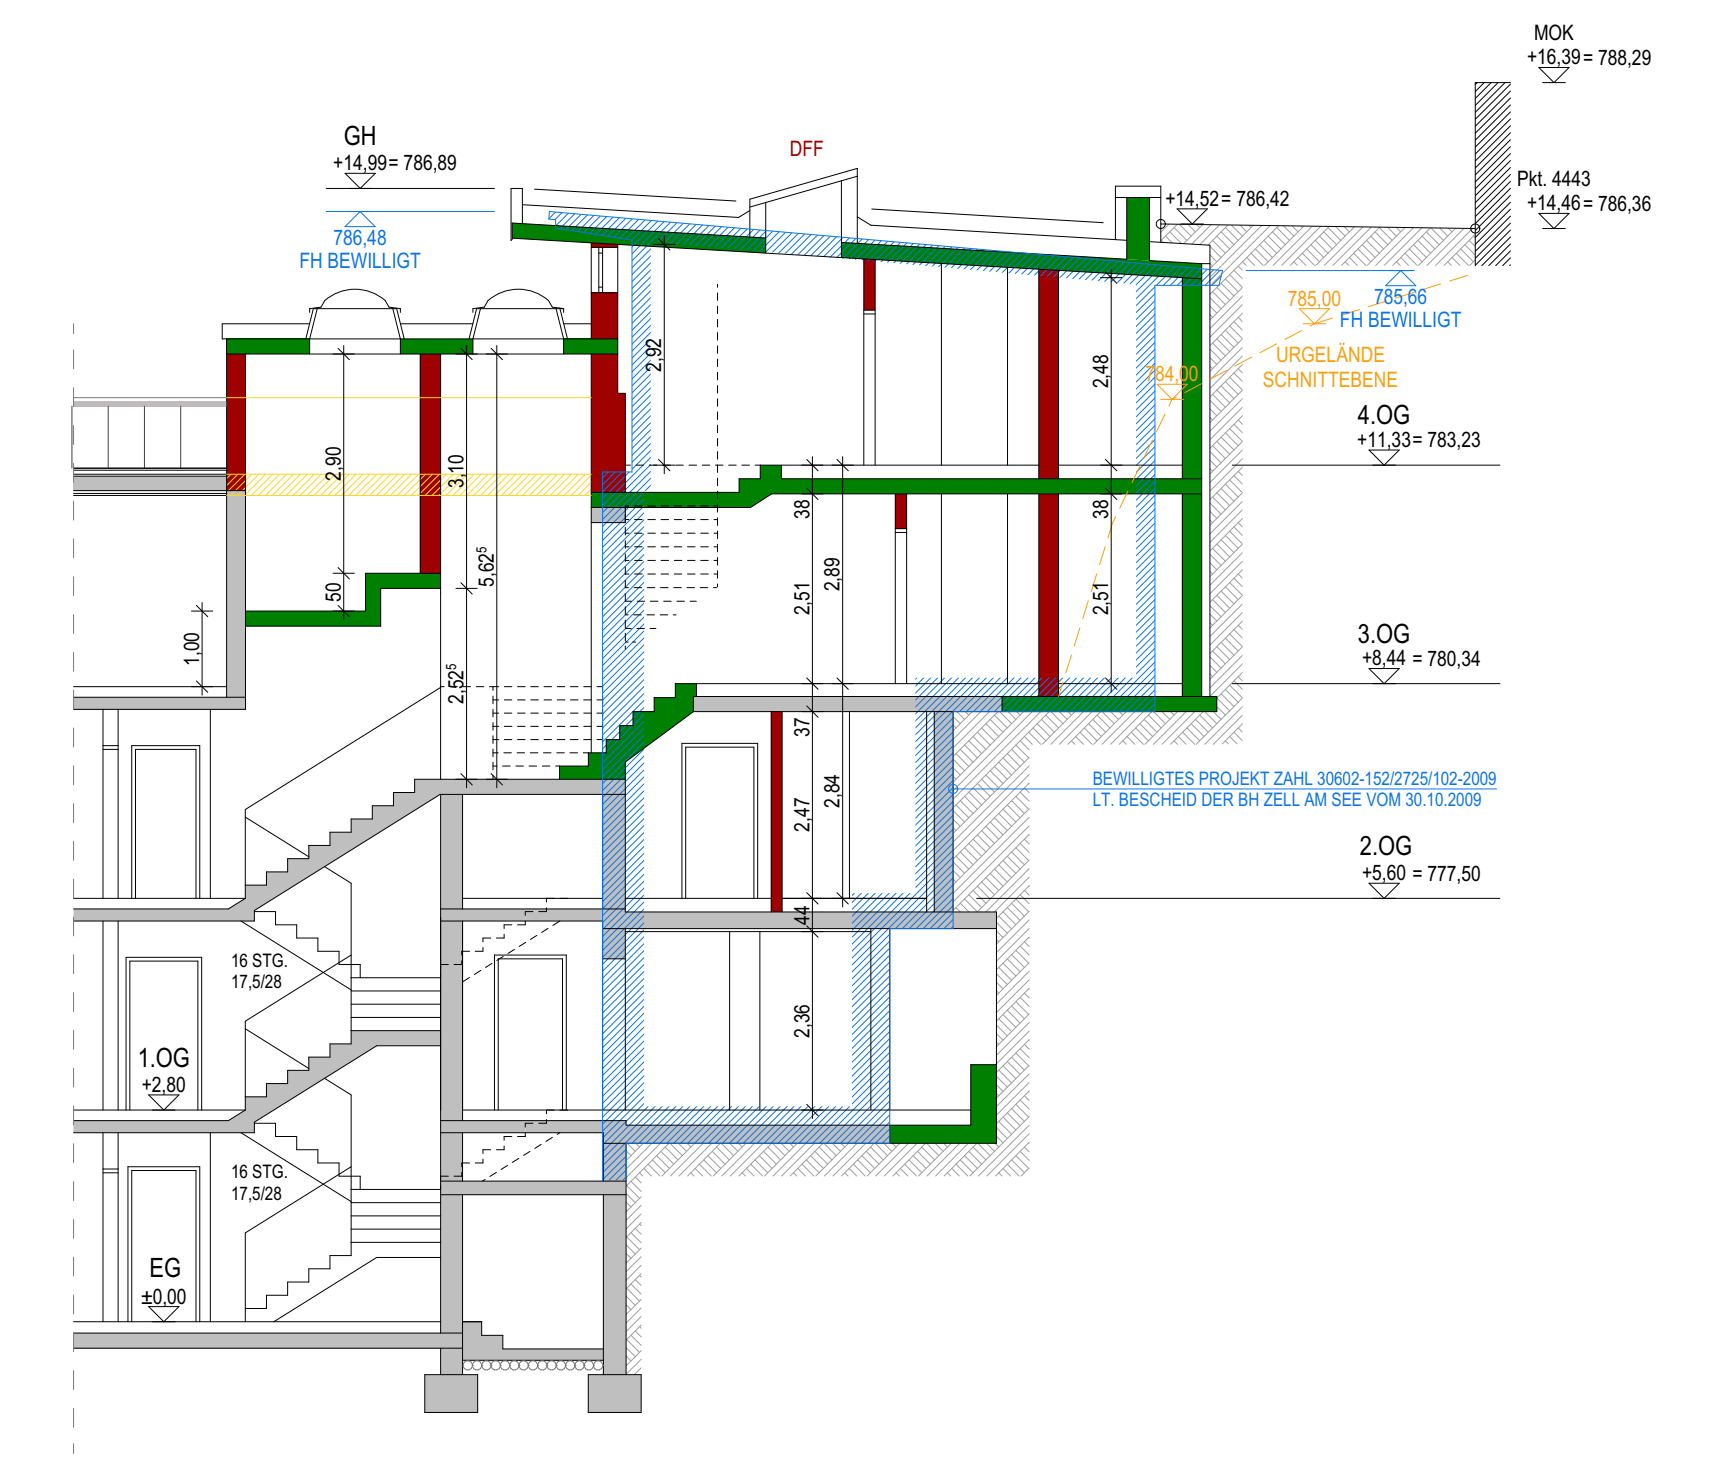 MOK
+16,39= 788,29
GH
+14,99= 786,89
DFF
Pkt. 4443
+14,46= 786,36
+14,52= 786,42
786,48
FH BEWILLIGT
785,00
785,66
FH BEWILLIGT
URGELÄNDE
SCHNITTEBENE
784,00
2,92
2,48
4.OG
+11,33= 783,23
2,90
3,10
38
38
5,62⁵
2,89
2,51
2,51
50
1,00
3.OG
+8,44 = 780,34
2,52⁵
37
BEWILLIGTES PROJEKT ZAHL 30602-152/2725/102-2009
LT. BESCHEID DER BH ZELL AM SEE VOM 30.10.2009
2,84
2,47
2.OG
+5,60 = 777,50
44
16 STG.
17,5/28
2,36
1.OG
+2,80
16 STG.
17,5/28
EG
±0,00